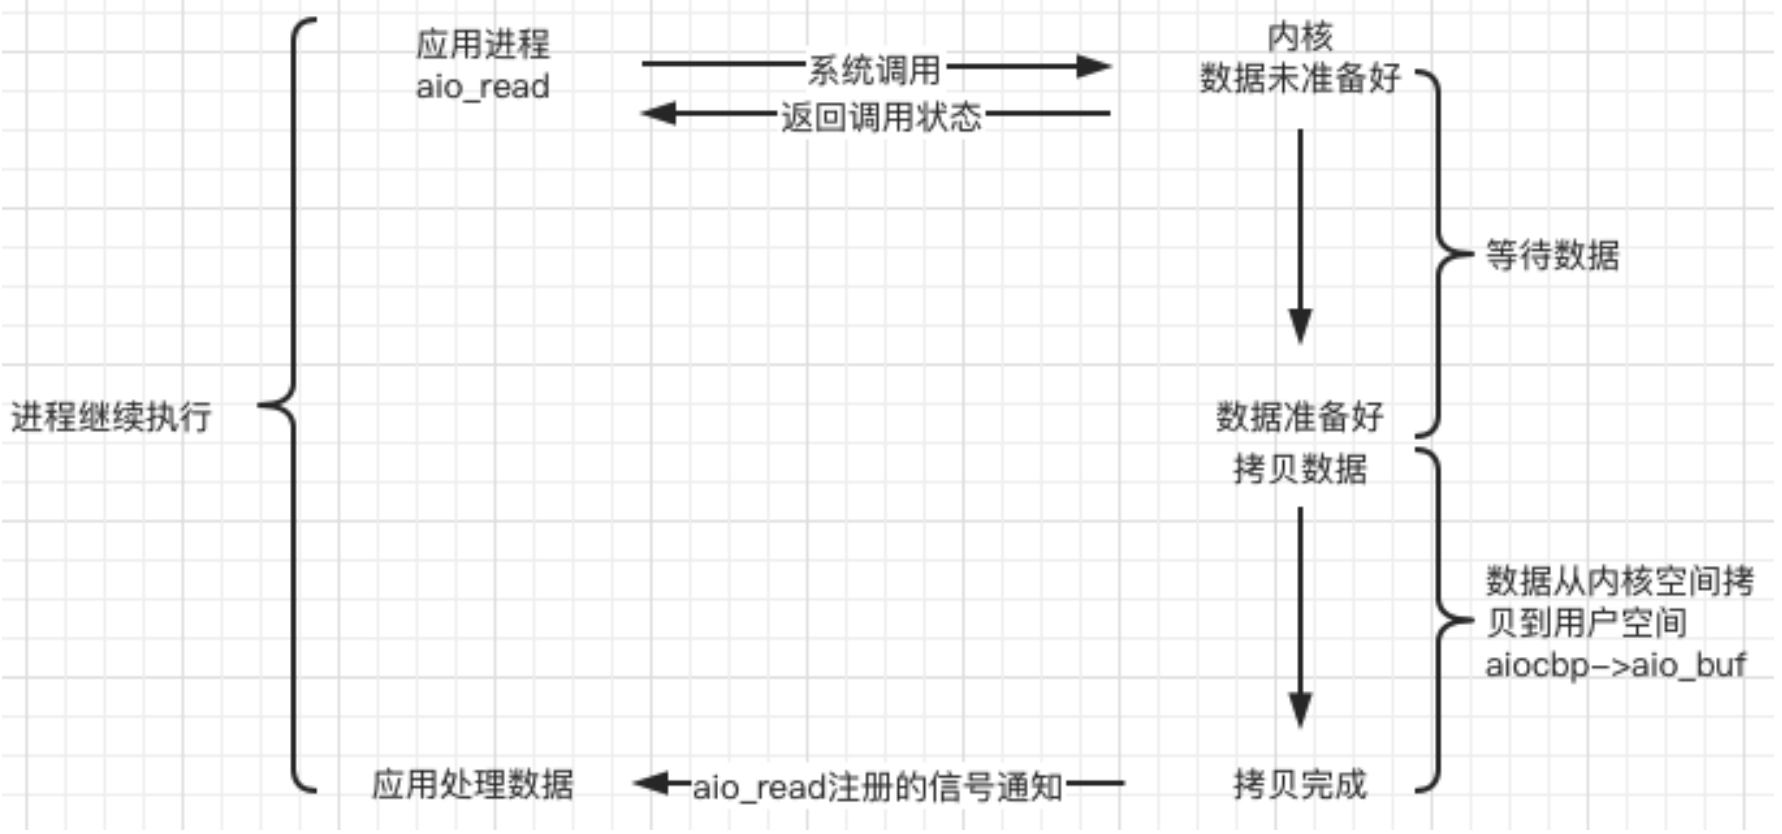 应用进程
aio_read
系统调用
返回调用状态
内核
数据未准备好
等待数据
进程继续执行
数据准备好
拷贝数据
数据从内核空间拷
贝到用户空间
aiocbp->aio_buf
应用处理数据
aio_read注册的信号通知
拷贝完成